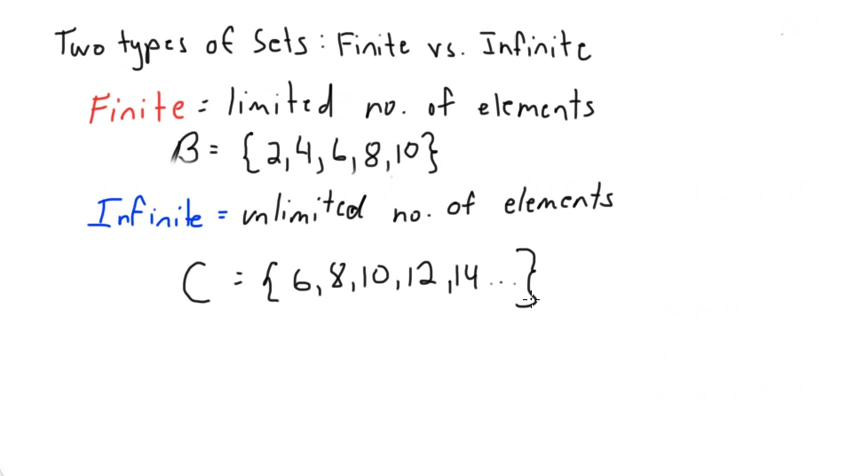 Two types of Sets: Finite vs. Infinite
Finite = limited no. of elements
B = {2,4,6,8,10}
Infinite = unlimited no. of elements
C = {6,8,10,12,14...}